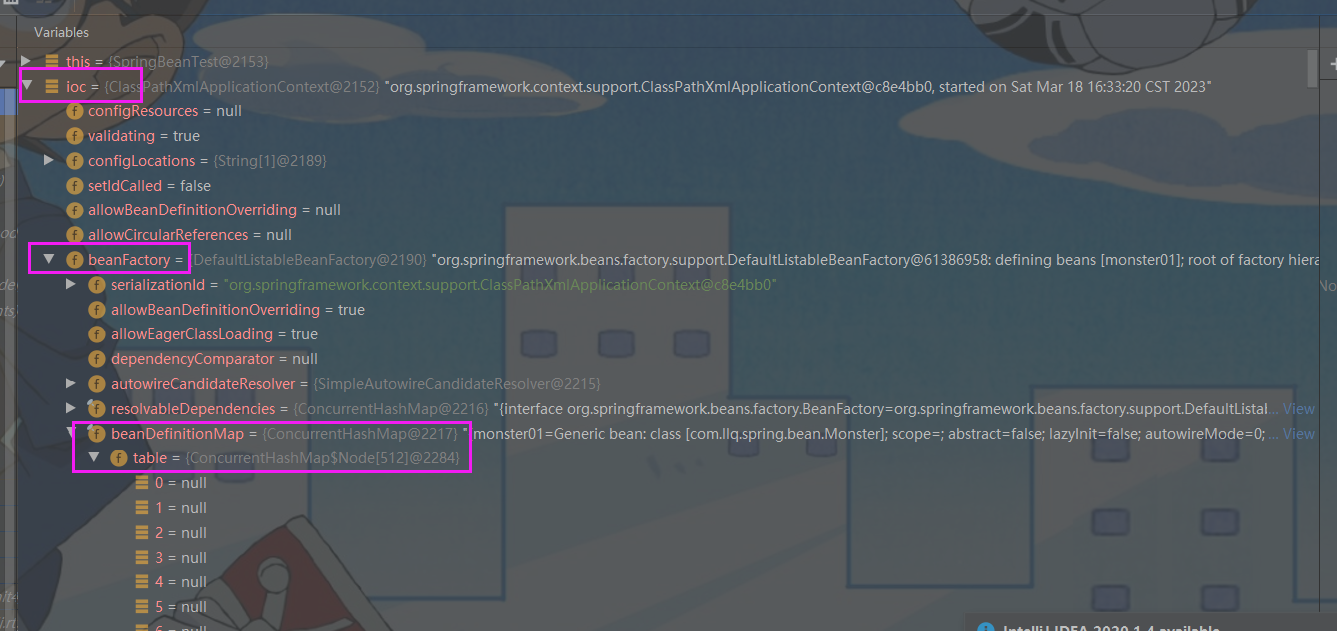 Variables
this = {SpringBeanTest@2153}
ioc = {ClassPathXmlApplicationContext@2152} "org.springframework.context.support.ClassPathXmlApplicationContext@c8e4bb0, started on Sat Mar 18 16:33:20 CST 2023"
f configResources = null
f validating = true
f configLocations = {String[1]@2189}
f setIdCalled = false
f allowBeanDefinitionOverriding = null
f allowCircularReferences = null
f beanFactory = {DefaultListableBeanFactory@2190} "org.springframework.beans.factory.support.DefaultListableBeanFactory@61386958: defining beans [monster01]; root of factory hiera
f serializationId = "org.springframework.context.support.ClassPathXmlApplicationContext@c8e4bb0"
f allowBeanDefinitionOverriding = true
f allowEagerClassLoading = true
f dependencyComparator = null
f autowireCandidateResolver = {SimpleAutowireCandidateResolver@2215}
f resolvableDependencies = {ConcurrentHashMap@2216} "{interface org.springframework.beans.factory.BeanFactory=org.springframework.beans.factory.support.DefaultListal... View
f beanDefinitionMap = {ConcurrentHashMap@2217} "{monster01=Generic bean: class [com.llq.spring.bean.Monster]; scope=; abstract=false; lazyInit=false; autowireMode=0; ... View
f table = {ConcurrentHashMap$Node[512]@2284}
0 = null
1 = null
2 = null
3 = null
4 = null
5 = null
6 = null
IntelliJ IDEA 2020.1.4 available